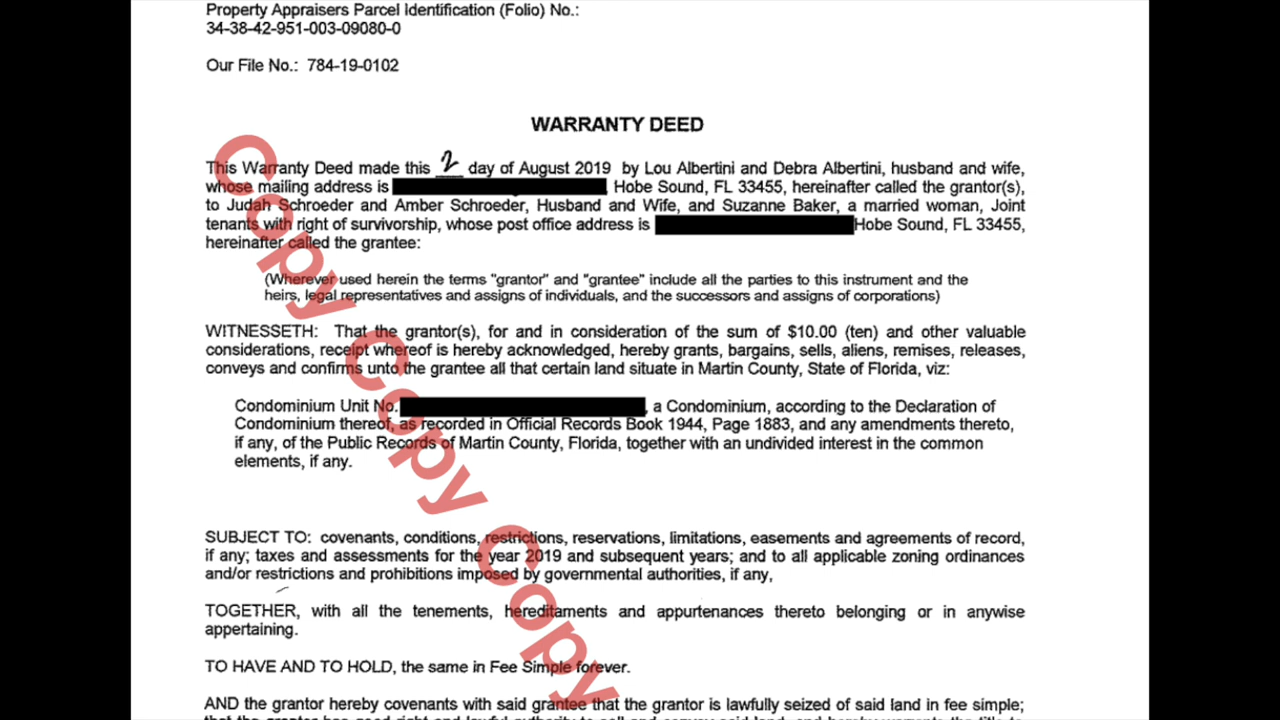 Property Appraisers Parcel Identification (Folio) No.:
34-38-42-951-003-09080-0
Our File No.: 784-19-0102
WARRANTY DEED
This Warranty Deed made this 2 day of August 2019 by Lou Albertini and Debra Albertini, husband and wife,
whose mailing address is , Hobe Sound, FL 33455, hereinafter called the grantor(s),
to Judah Schroeder and Amber Schroeder, Husband and Wife, and Suzanne Baker, a married woman, Joint
tenants with right of survivorship, whose post office address is Hobe Sound, FL 33455,
hereinafter called the grantee:
(Wherever used herein the terms "grantor" and "grantee" include all the parties to this instrument and the
heirs, legal representatives and assigns of individuals, and the successors and assigns of corporations)
WITNESSETH: That the grantor(s), for and in consideration of the sum of $10.00 (ten) and other valuable
considerations, receipt whereof is hereby acknowledged, hereby grants, bargains, sells, aliens, remises, releases,
conveys and confirms unto the grantee all that certain land situate in Martin County, State of Florida, viz:
Condominium Unit No. , a Condominium, according to the Declaration of
Condominium thereof, as recorded in Official Records Book 1944, Page 1883, and any amendments thereto,
if any, of the Public Records of Martin County, Florida, together with an undivided interest in the common
elements, if any.
SUBJECT TO: covenants, conditions, restrictions, reservations, limitations, easements and agreements of record,
if any; taxes and assessments for the year 2019 and subsequent years; and to all applicable zoning ordinances
and/or restrictions and prohibitions imposed by governmental authorities, if any,
TOGETHER, with all the tenements, hereditaments and appurtenances thereto belonging or in anywise
appertaining.
TO HAVE AND TO HOLD, the same in Fee Simple forever.
AND the grantor hereby covenants with said grantee that the grantor is lawfully seized of said land in fee simple;
Copy Copy Copy